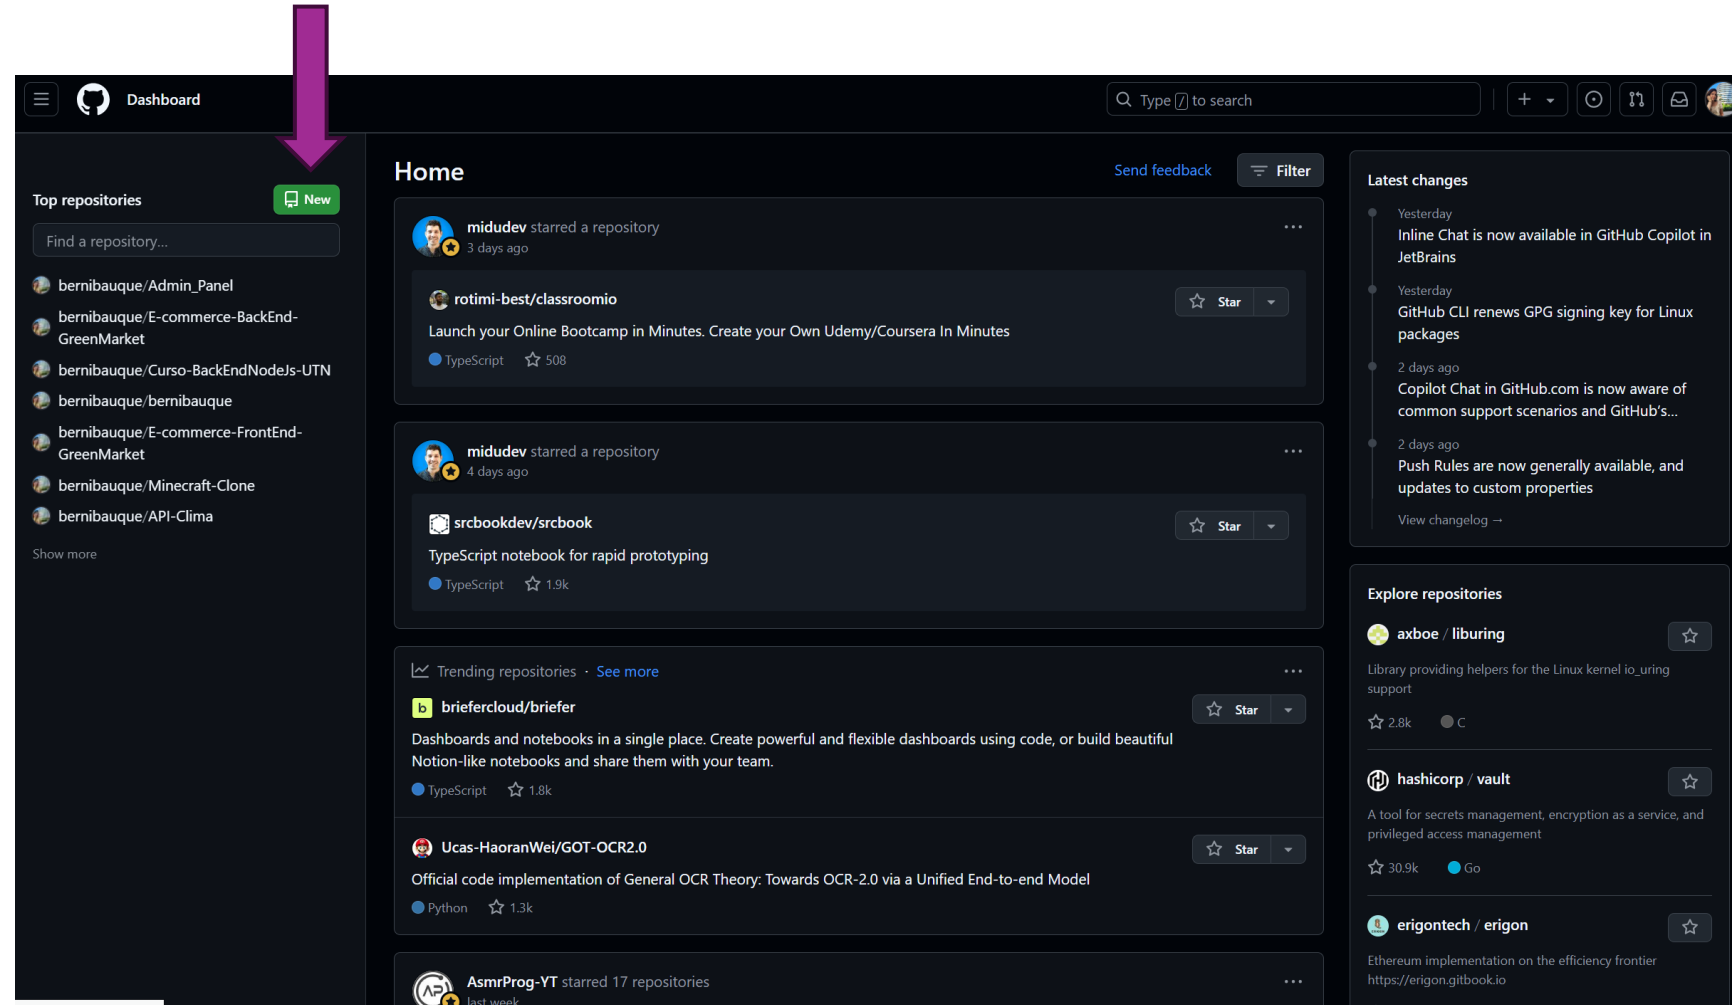 Dashboard
Type / to search
Top repositories
New
Find a repository...
bernibauque/Admin_Panel
bernibauque/E-commerce-BackEnd-
GreenMarket
bernibauque/Curso-BackEndNodeJs-UTN
bernibauque/bernibauque
bernibauque/E-commerce-FrontEnd-
GreenMarket
bernibauque/Minecraft-Clone
bernibauque/API-Clima
Show more
Home
Send feedback
Filter
midudev starred a repository
3 days ago
rotimi-best/classroomio
Star
Launch your Online Bootcamp in Minutes. Create your Own Udemy/Coursera In Minutes
TypeScript 508
midudev starred a repository
4 days ago
srcbookdev/srcbook
Star
TypeScript notebook for rapid prototyping
TypeScript 1.9k
Trending repositories · See more
b briefercloud/briefer
Star
Dashboards and notebooks in a single place. Create powerful and flexible dashboards using code, or build beautiful
Notion-like notebooks and share them with your team.
TypeScript 1.8k
Ucas-HaoranWei/GOT-OCR2.0
Star
Official code implementation of General OCR Theory: Towards OCR-2.0 via a Unified End-to-end Model
Python 1.3k
AP
AsmrProg-YT starred 17 repositories
last week
Latest changes
Yesterday
Inline Chat is now available in GitHub Copilot in
JetBrains
Yesterday
GitHub CLI renews GPG signing key for Linux
packages
2 days ago
Copilot Chat in GitHub.com is now aware of
common support scenarios and GitHub's...
2 days ago
Push Rules are now generally available, and
updates to custom properties
View changelog →
Explore repositories
axboe / liburing
Library providing helpers for the Linux kernel io_uring
support
2.8k C
hashicorp / vault
A tool for secrets management, encryption as a service, and
privileged access management
30.9k Go
erigontech / erigon
Ethereum implementation on the efficiency frontier
https://erigon.gitbook.io